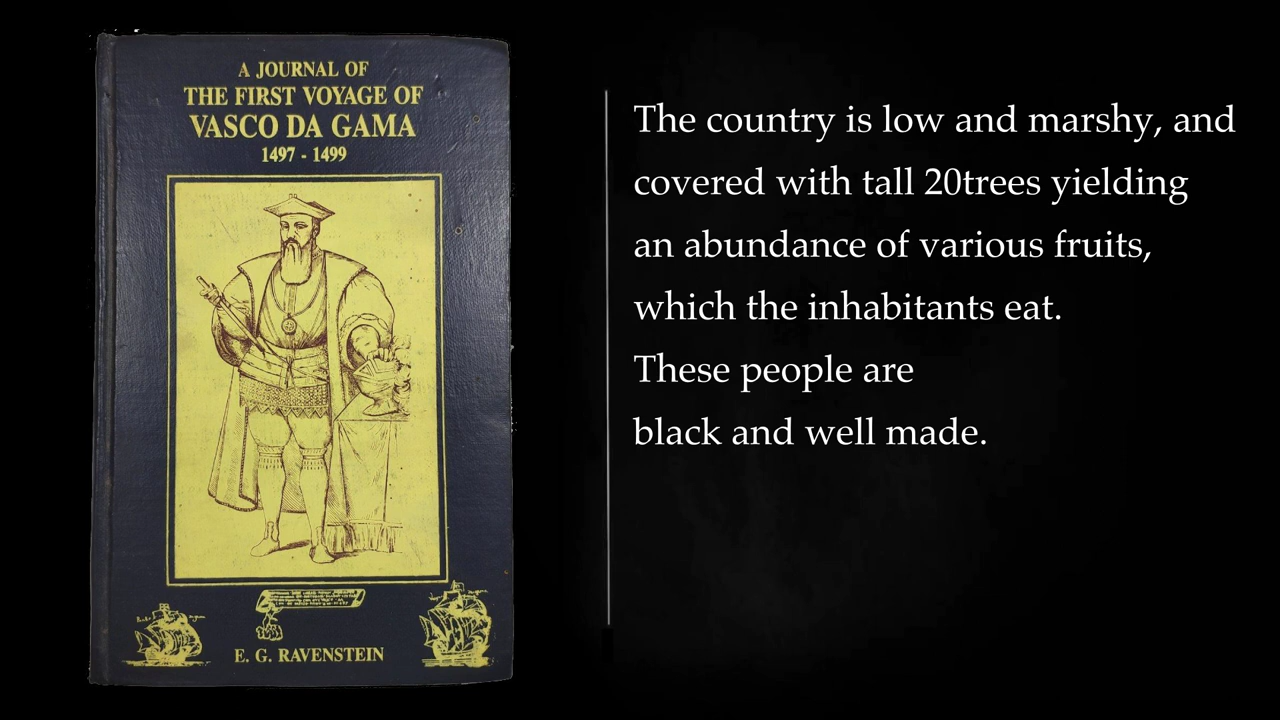 A JOURNAL OF
THE FIRST VOYAGE OF
VASCO DA GAMA
1497 - 1499
E. G. RAVENSTEIN
The country is low and marshy, and
covered with tall 20trees yielding
an abundance of various fruits,
which the inhabitants eat.
These people are
black and well made.